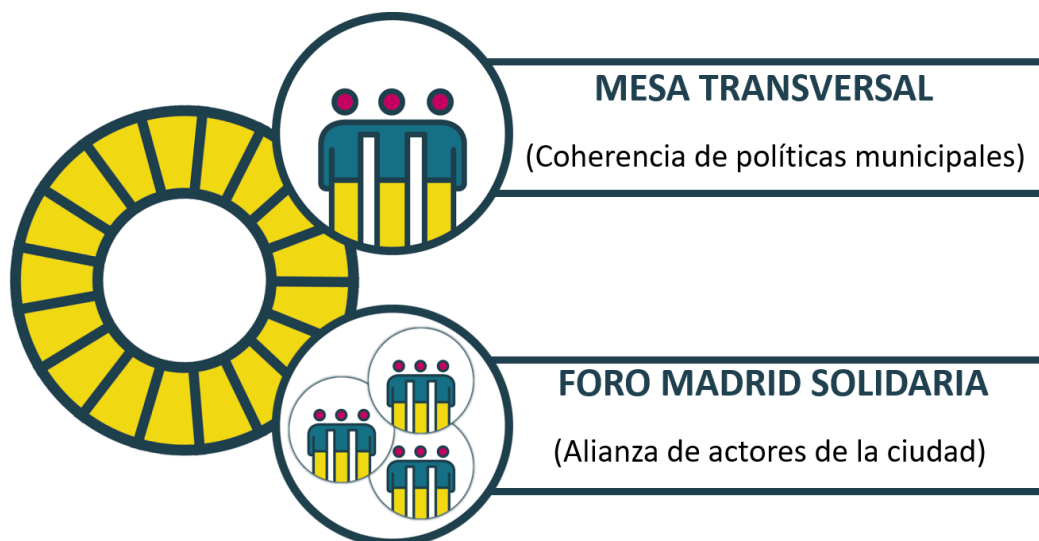 MESA TRANSVERSAL
(Coherencia de políticas municipales)
FORO MADRID SOLIDARIA
(Alianza de actores de la ciudad)